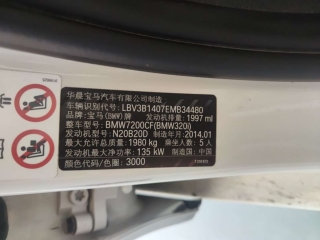 华晨宝马汽车有限公司制造
车辆识别代号: LBV3B1407EMB34480
品牌: 宝马(BMW)牌 发动机排量: 1997 ml
整车型号: BMW7200CF(BMW320i)
发动机型号: N20B20D 制造年月: 2014.01
最大允许总质量: 1980 kg 乘坐人数: 5 人
发动机最大净功率: 135 kW 制造国: 中国
颜色代码/色圈: 3000